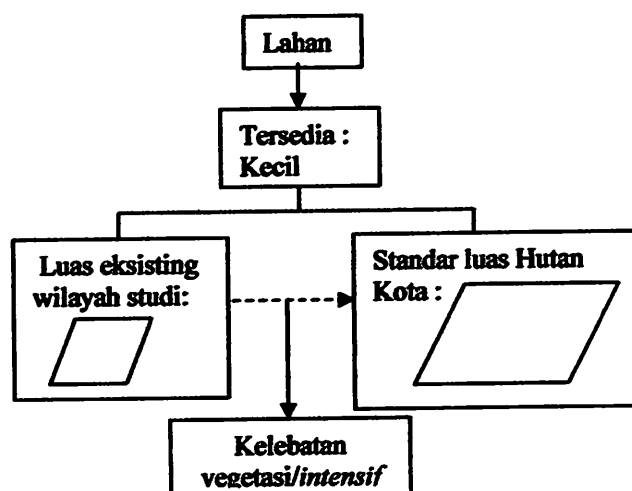 Lahan
Tersedia :
Kecil
Luas eksisting
wilayah studi:
Standar luas Hutan
Kota :
Kelebatan
vegetasi/intensif